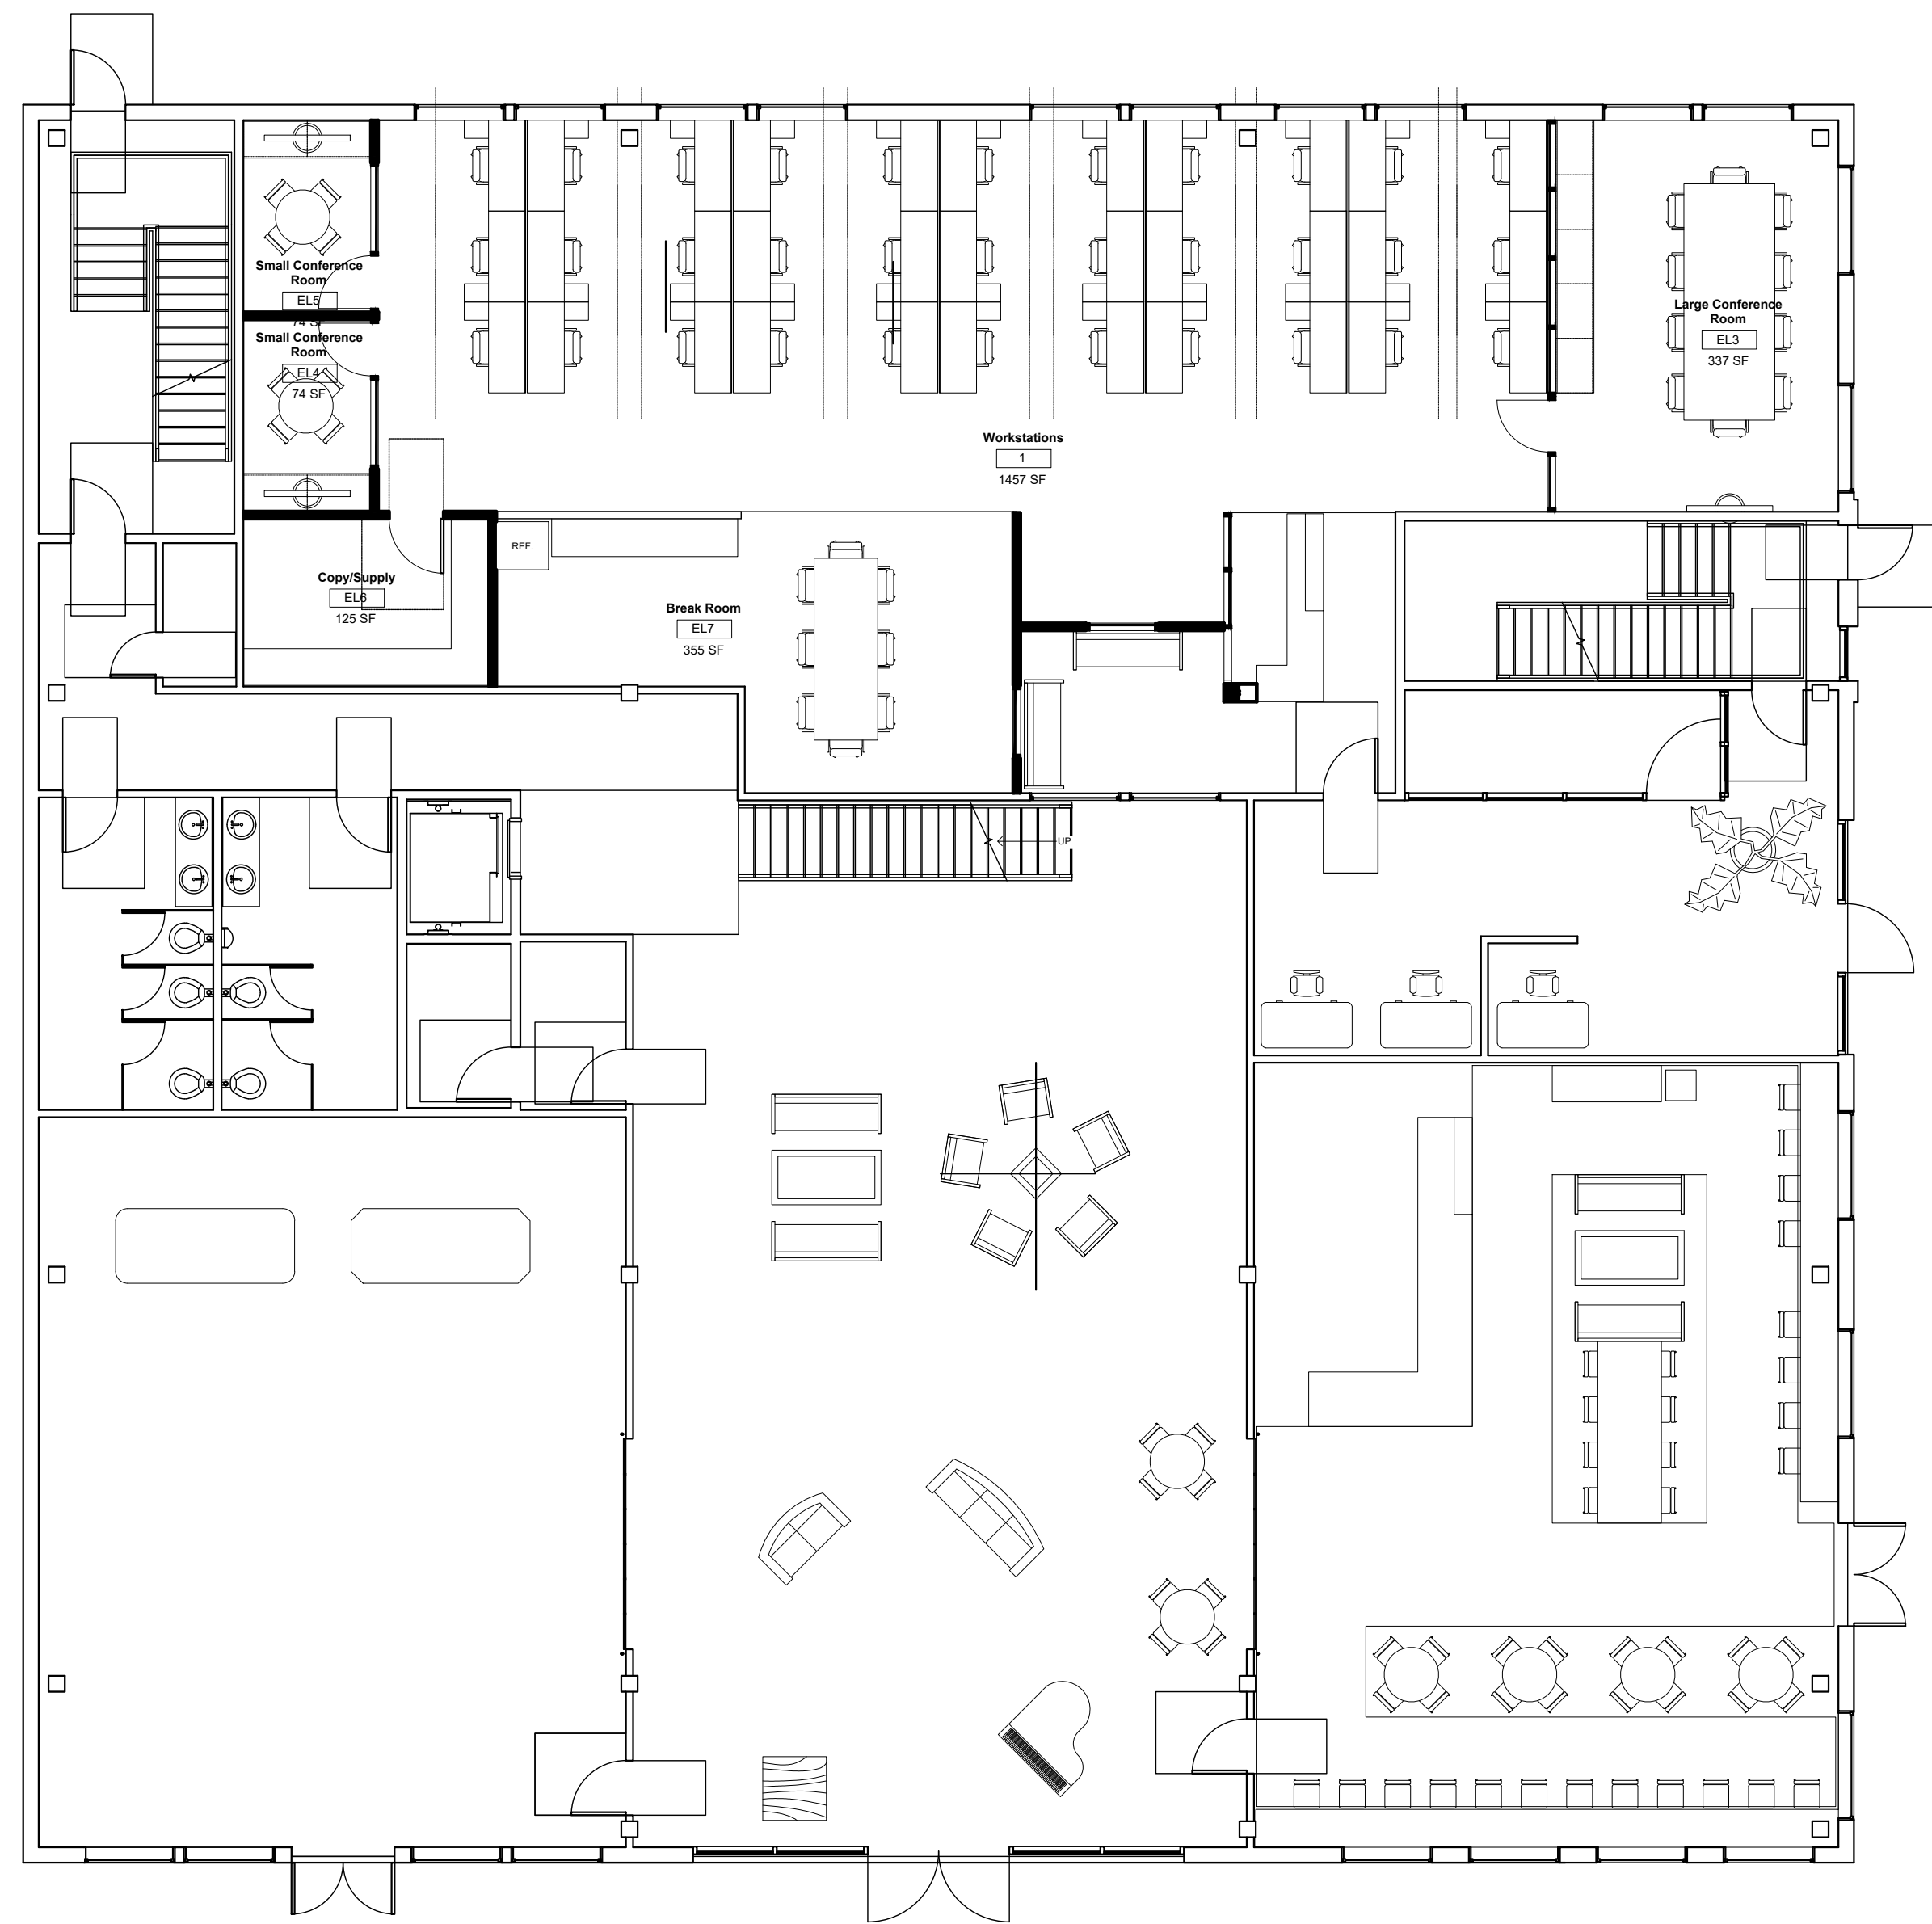 Small Conference
Room
EL5
74 SF
Small Conference
Room
EL4
74 SF
Large Conference
Room
EL3
337 SF
Workstations
1
1457 SF
REF.
Copy/Supply
EL6
125 SF
Break Room
EL7
355 SF
UP